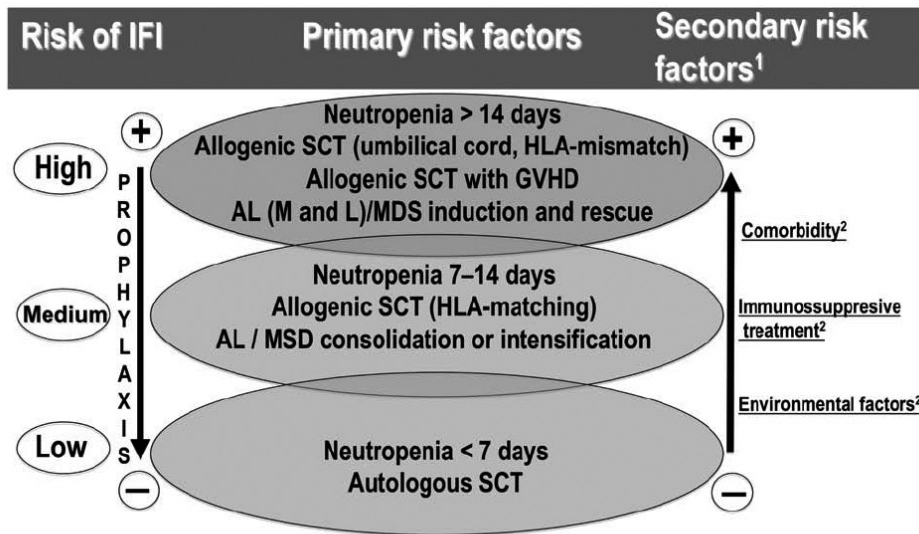 Risk of IFI
Primary risk factors
Secondary risk
factors¹
+
High
Medium
Low
−
PROPHYLAXIS
Neutropenia > 14 days
Allogenic SCT (umbilical cord, HLA-mismatch)
Allogenic SCT with GVHD
AL (M and L)/MDS induction and rescue
Neutropenia 7–14 days
Allogenic SCT (HLA-matching)
AL / MSD consolidation or intensification
Neutropenia < 7 days
Autologous SCT
+
Comorbidity²
Immunossuppresive
treatment²
Environmental factors²
−